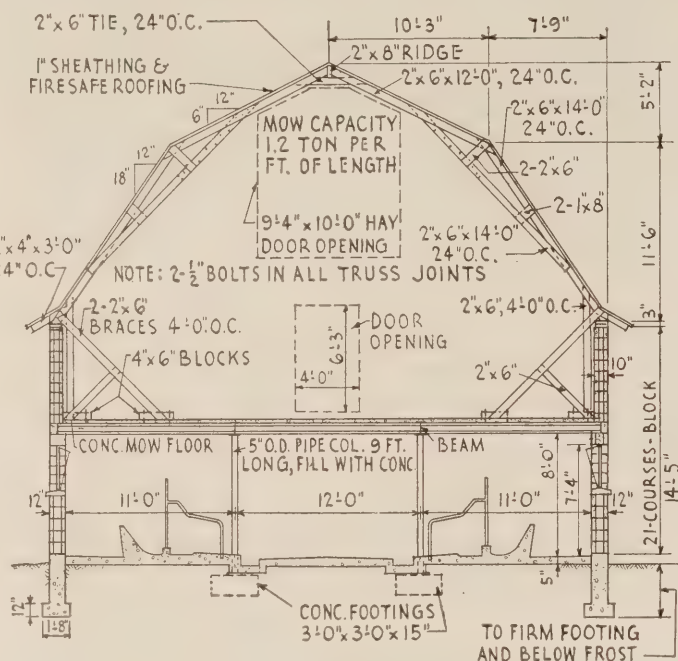 2"x 6" TIE, 24" O.C.
10'-3" 7'-9"
2"x 8" RIDGE
1" SHEATHING &
FIRESAFE ROOFING
2"x 6"x 12'-0", 24" O.C.
5'-2"
12"
6"
2"x 6"x 14'-0"
24" O.C.
MOW CAPACITY
1.2 TON PER
FT. OF LENGTH
2-2"x 6"
12"
18"
9'-4" x 10'-0" HAY
DOOR OPENING
2-1"x 8"
2"x 6"x 14'-0"
24" O.C.
11'-6"
"x 4"x 3'-0"
4" O.C.
NOTE: 2-½" BOLTS IN ALL TRUSS JOINTS
2-2"x 6"
BRACES 4'-0" O.C.
2"x 6", 4'-0" O.C.
3"
DOOR
OPENING
6'-3"
4'-0"
4"x 6" BLOCKS
2"x 6"
10"
CONC. MOW FLOOR
5" O.D. PIPE COL. 9 FT.
LONG, FILL WITH CONC.
BEAM
8'-0"
7'-4"
21-COURSES-BLOCK
14'-5"
12" 11'-0" 12'-0" 11'-0" 12"
5"
12"
1'-8"
CONC. FOOTINGS
3'-0" x 3'-0" x 15"
TO FIRM FOOTING
AND BELOW FROST